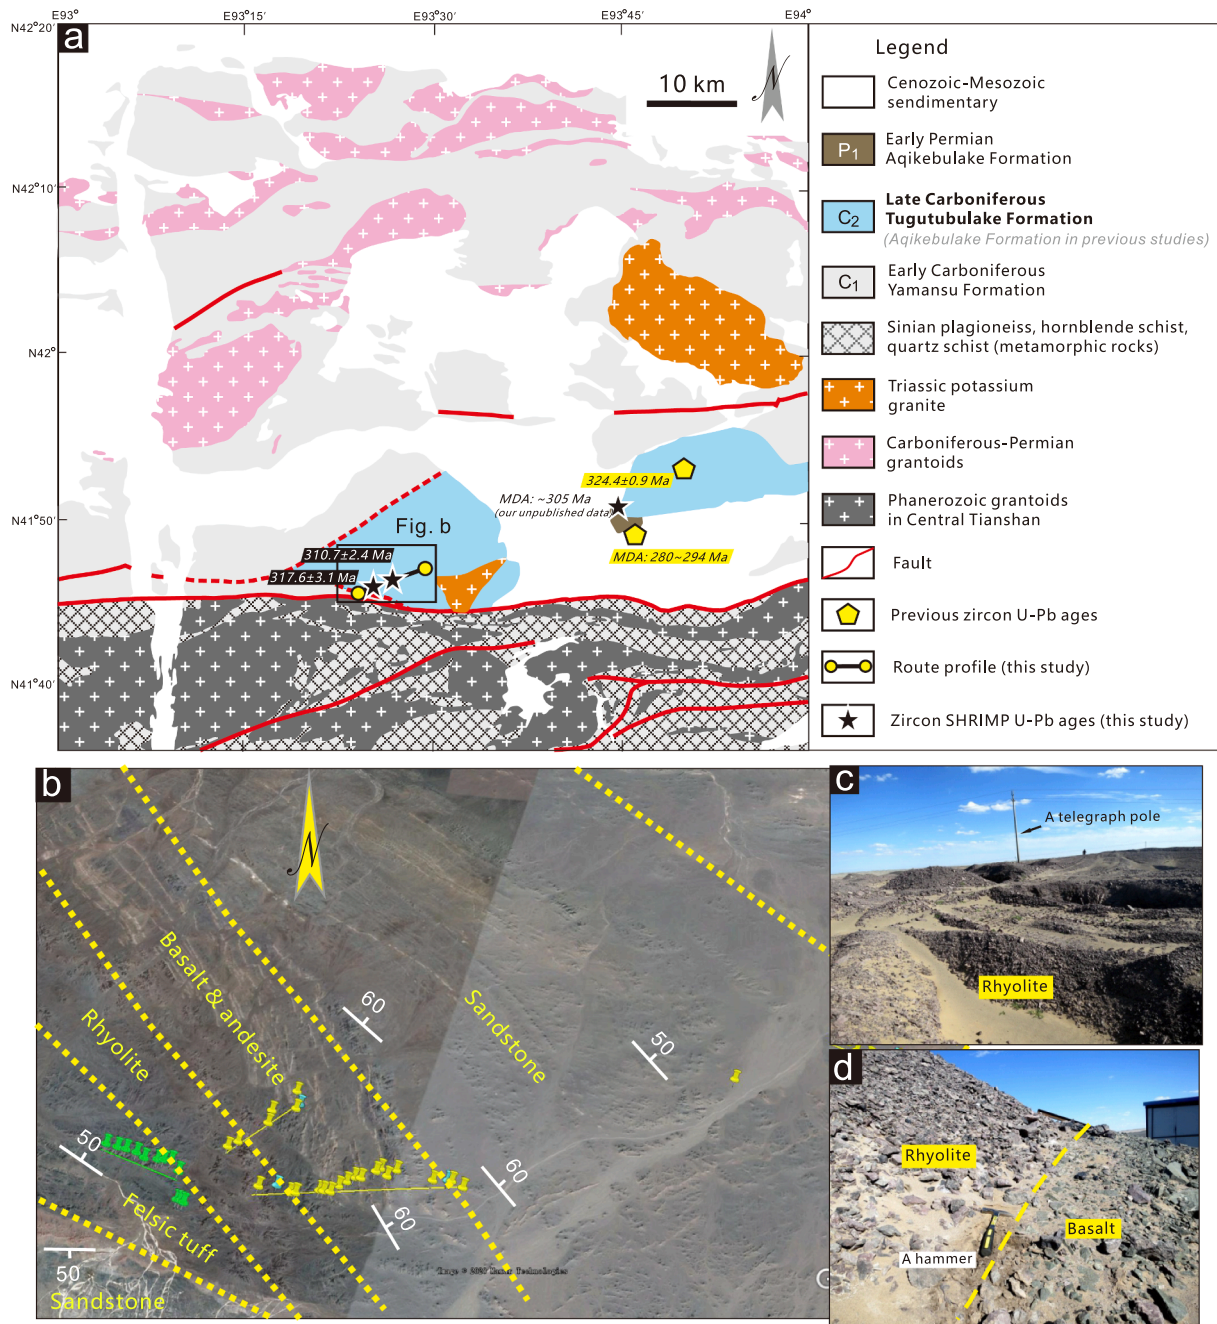 E93°
E93°15′
E93°30′
E93°45′
E94°
N42°20′
N42°10′
N42°
N41°50′
N41°40′
a
10 km
N
324.4±0.9 Ma
MDA: ~305 Ma
(our unpublished data)
MDA: 280~294 Ma
Fig. b
310.7±2.4 Ma
317.6±3.1 Ma
Legend
Cenozoic-Mesozoic
sendimentary
P1
Early Permian
Aqikebulake Formation
C2
Late Carboniferous
Tugutubulake Formation
(Aqikebulake Formation in previous studies)
C1
Early Carboniferous
Yamansu Formation
Sinian plagioneiss, hornblende schist,
quartz schist (metamorphic rocks)
Triassic potassium
granite
Carboniferous-Permian
grantoids
Phanerozoic grantoids
in Central Tianshan
Fault
Previous zircon U-Pb ages
Route profile (this study)
Zircon SHRIMP U-Pb ages (this study)
b
N
Basalt & andesite
Rhyolite
Sandstone
Felsic tuff
Sandstone
60
50
50
60
60
50
G
c
A telegraph pole
Rhyolite
d
Rhyolite
Basalt
A hammer